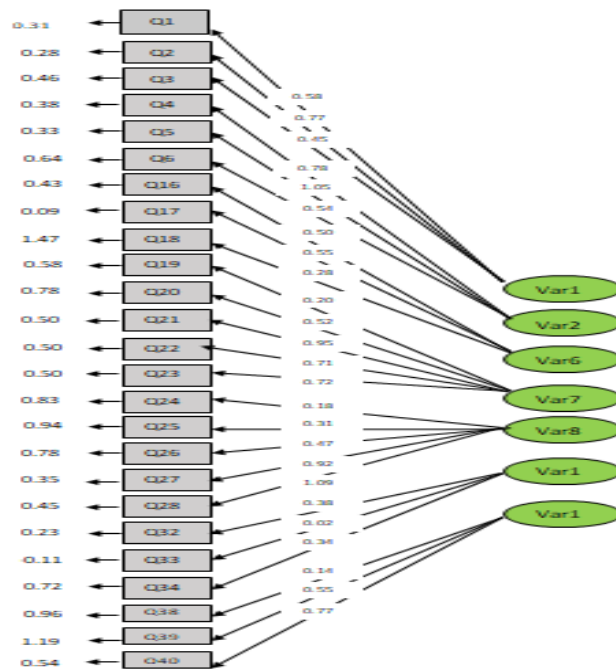 0.31 Q1
0.28 Q2
0.46 Q3
0.38 Q4
0.33 Q5
0.64 Q6
0.43 Q16
0.09 Q17
1.47 Q18
0.58 Q19
0.78 Q20
0.50 Q21
0.50 Q22
0.50 Q23
0.83 Q24
0.94 Q25
0.78 Q26
0.35 Q27
0.45 Q28
0.23 Q32
0.11 Q33
0.72 Q34
0.96 Q38
1.19 Q39
0.54 Q40
0.58
0.77
0.45
0.78
1.05
0.54
0.50
0.55
0.28
0.20
0.52
0.95
0.71
0.72
0.18
0.31
0.47
0.92
1.09
0.38
0.02
0.34
0.14
0.55
0.77
Var1
Var2
Var6
Var7
Var8
Var1
Var1